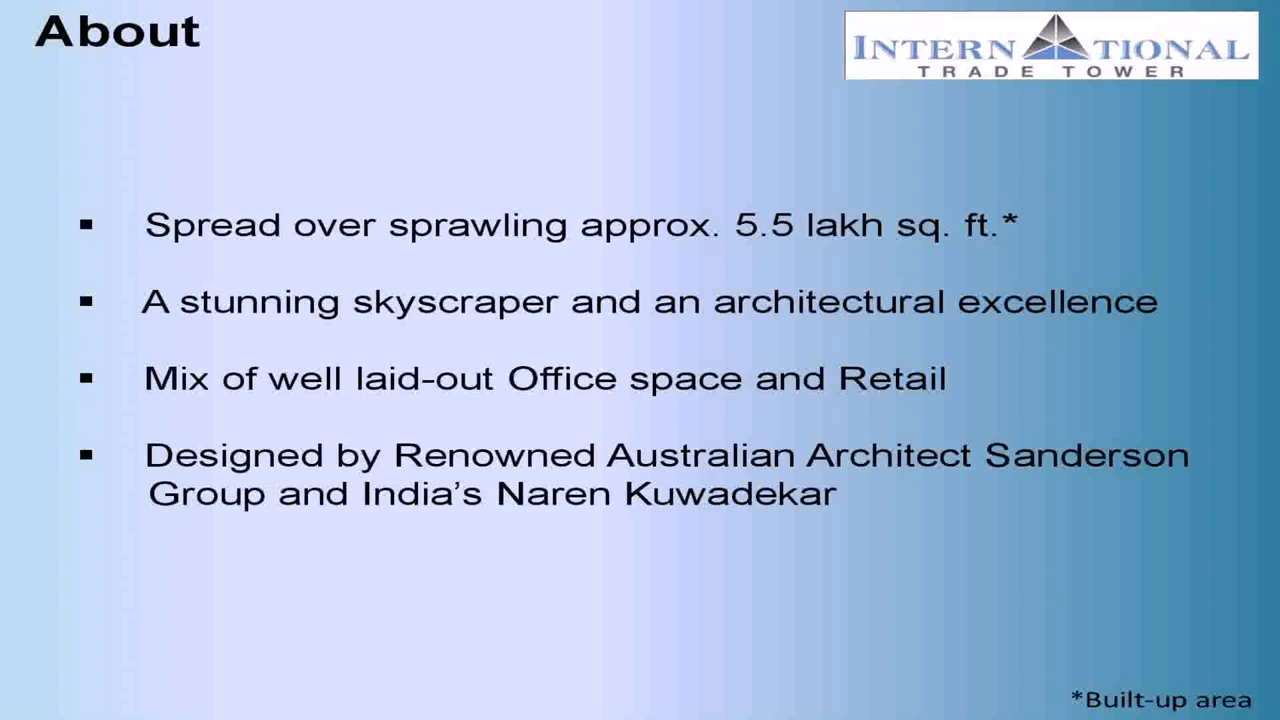 About
INTERNATIONAL
TRADE TOWER
▪ Spread over sprawling approx. 5.5 lakh sq. ft.*
▪ A stunning skyscraper and an architectural excellence
▪ Mix of well laid-out Office space and Retail
▪ Designed by Renowned Australian Architect Sanderson
Group and India’s Naren Kuwadekar
*Built-up area